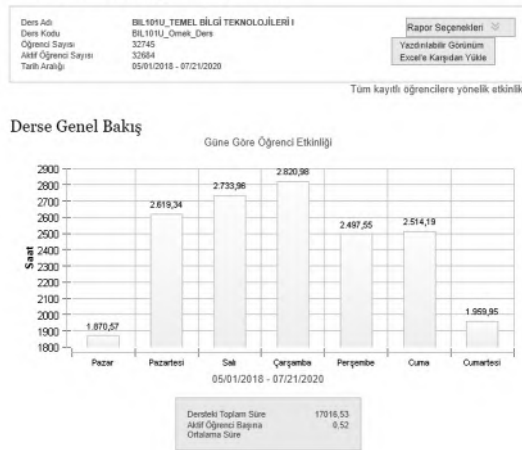 Ders Adı BIL101U_TEMEL BİLGİ TEKNOLOJİLERİ I
Ders Kodu BIL101U_Ornek_Ders
Öğrenci Sayısı 32745
Aktif Öğrenci Sayısı 32684
Tarih Aralığı 05/01/2018 - 07/21/2020
Rapor Seçenekleri
Yazdırılabilir Görünüm
Excel'e Karşıdan Yükle
Tüm kayıtlı öğrencilere yönelik etkinlik
Derse Genel Bakış
Güne Göre Öğrenci Etkinliği
Saat
2900
2800
2700
2600
2500
2400
2300
2200
2100
2000
1900
1800
1.870,57
2.619,34
2.733,96
2.820,98
2.497,55
2.514,19
1.959,95
Pazar Pazartesi Salı Çarşamba Perşembe Cuma Cumartesi
05/01/2018 - 07/21/2020
Dersteki Toplam Süre 17016,53
Aktif Öğrenci Başına 0,52
Ortalama Süre